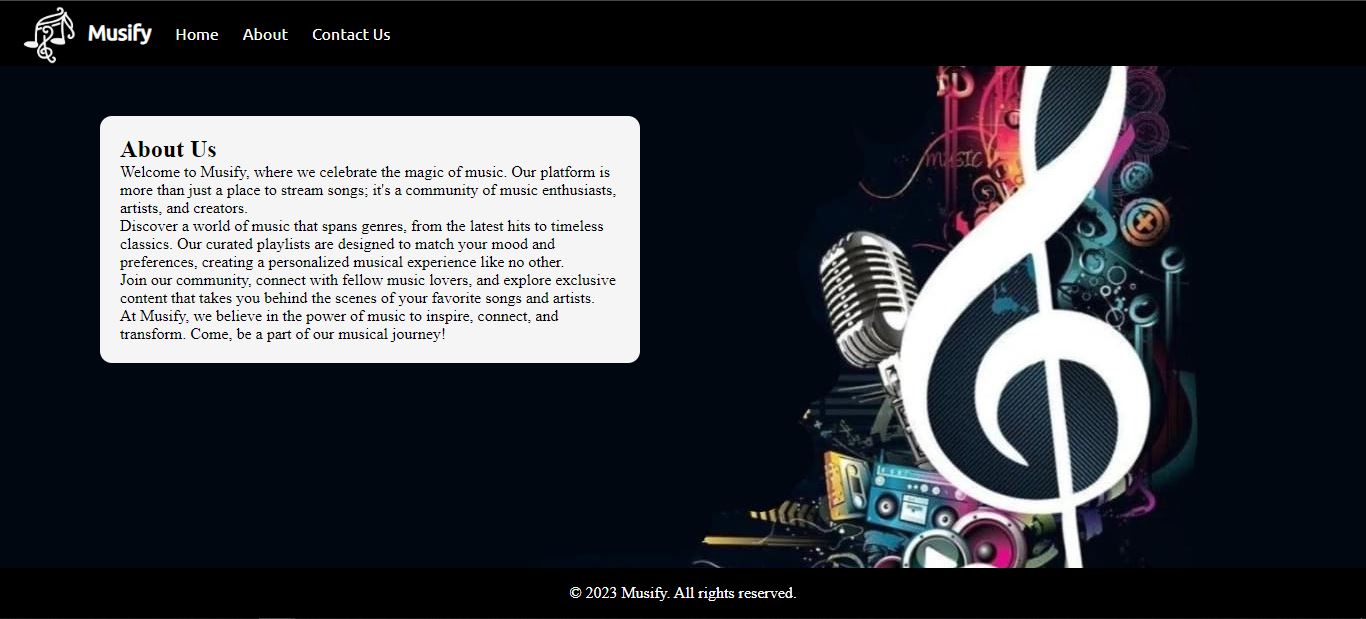 Musify Home About Contact Us
MUSIC
About Us
Welcome to Musify, where we celebrate the magic of music. Our platform is
more than just a place to stream songs; it's a community of music enthusiasts,
artists, and creators.
Discover a world of music that spans genres, from the latest hits to timeless
classics. Our curated playlists are designed to match your mood and
preferences, creating a personalized musical experience like no other.
Join our community, connect with fellow music lovers, and explore exclusive
content that takes you behind the scenes of your favorite songs and artists.
At Musify, we believe in the power of music to inspire, connect, and
transform. Come, be a part of our musical journey!
© 2023 Musify. All rights reserved.